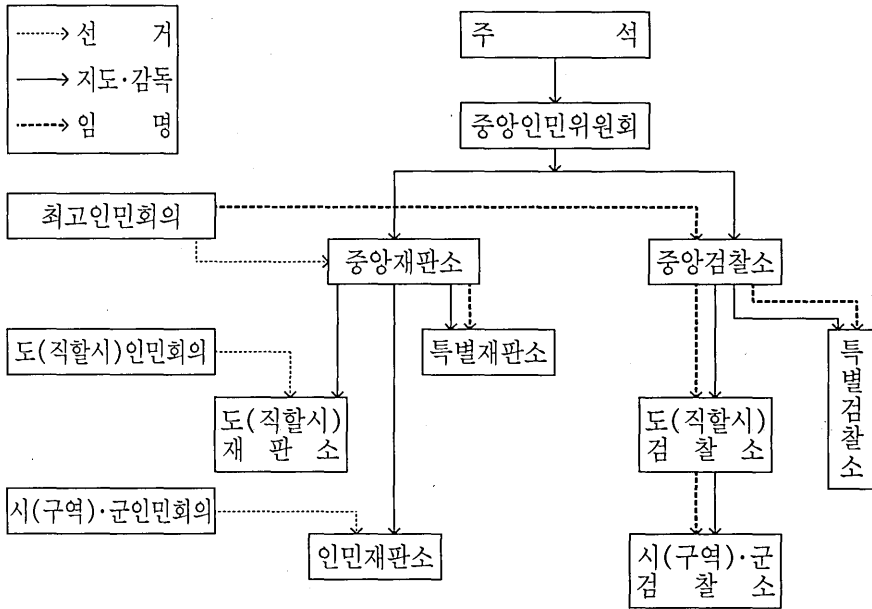 선 거
지도·감독
임 명
주 석
중앙인민위원회
최고인민회의
중앙재판소
중앙검찰소
도(직할시)인민회의
특별재판소
특별검찰소
도(직할시)
재 판 소
도(직할시)
검 찰 소
시(구역)·군인민회의
인민재판소
시(구역)·군
검 찰 소